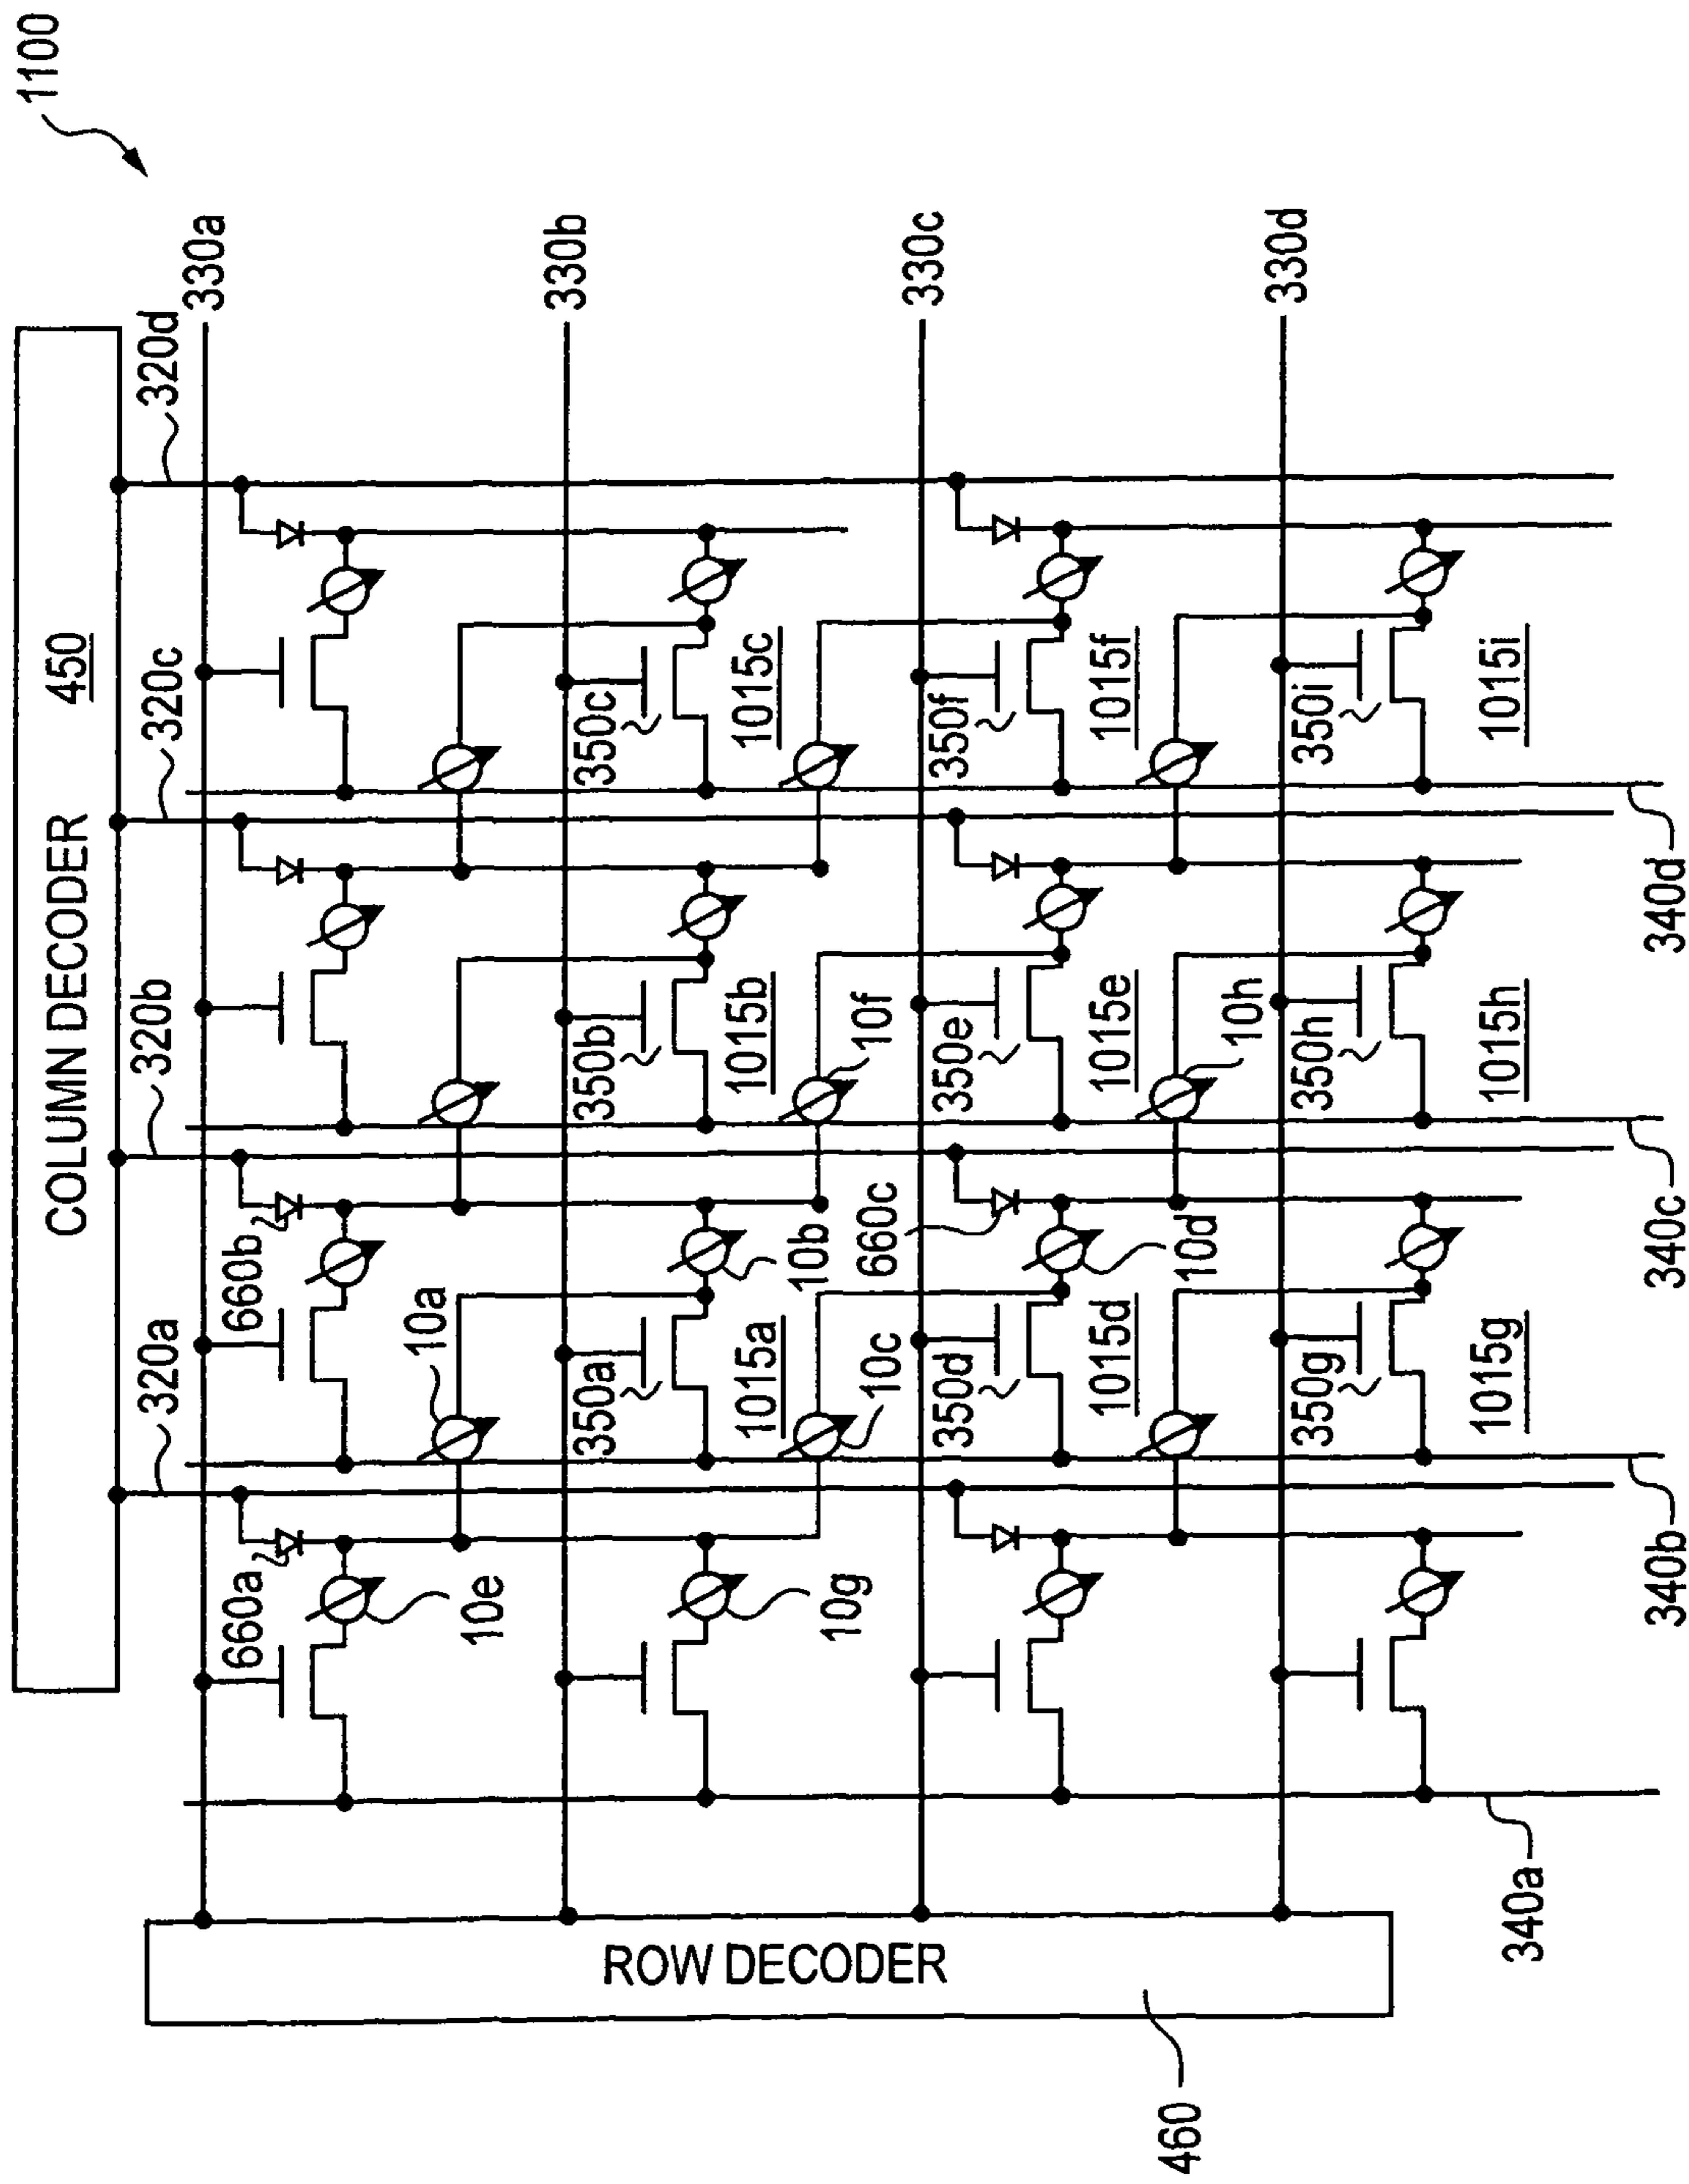 1100
COLUMN DECODER 450
320a
320b
320c
320d
330a
660a
660b
10e
10a
330b
350a
350b
350c
10b
1015a
1015b
1015c
10g
10c
10f
330c
660c
350d
350e
350f
10d
1015d
1015e
1015f
10h
330d
350g
350h
350i
1015g
1015h
1015i
ROW DECODER
460
340a
340b
340c
340d